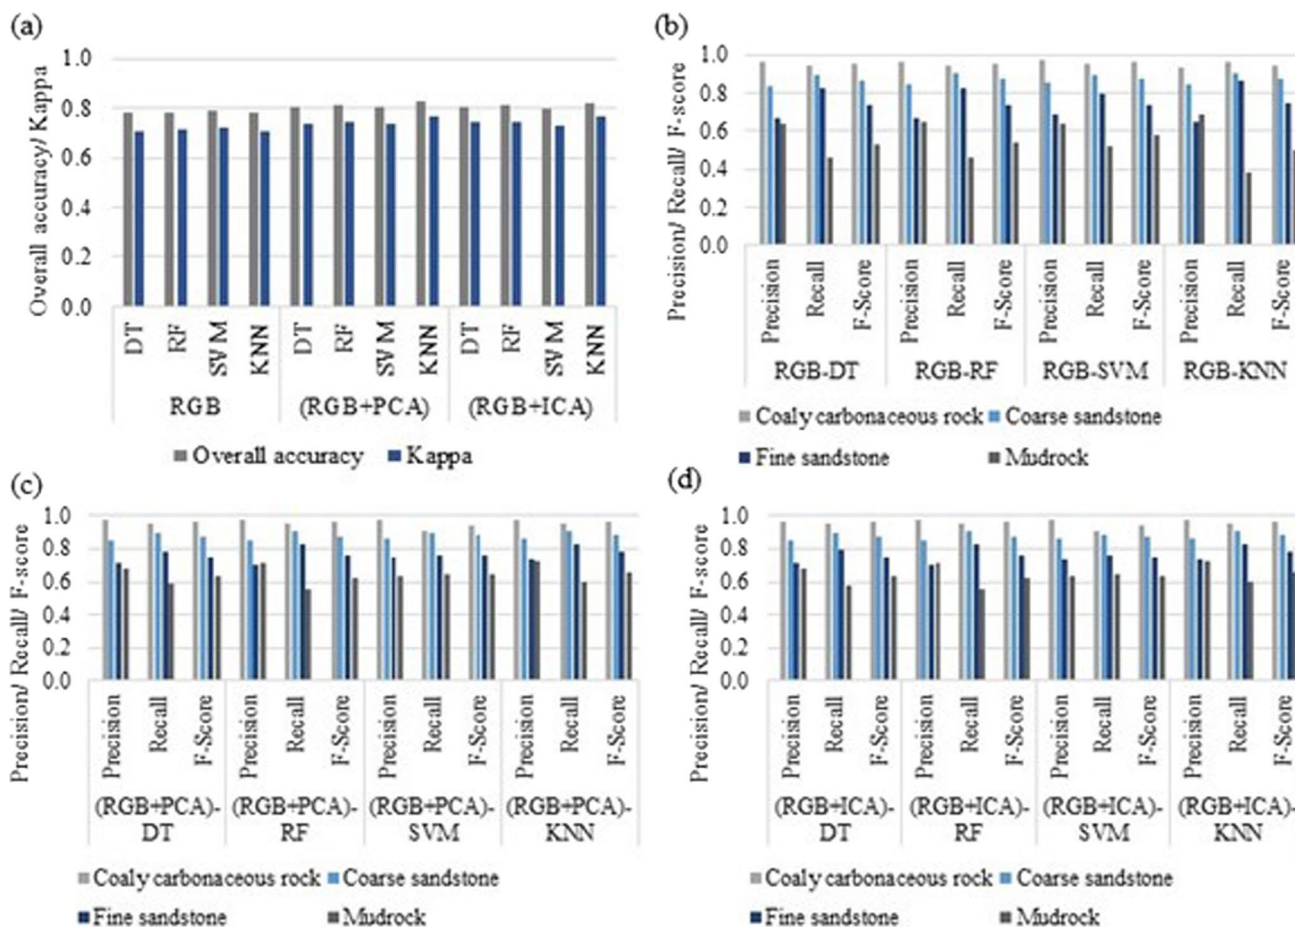 (a)
Overall accuracy/ Kappa
1.0
0.8
0.6
0.4
0.2
0.0
DT RF SVM KNN DT RF SVM KNN DT RF SVM KNN
RGB (RGB+PCA) (RGB+ICA)
Overall accuracy Kappa
(b)
Precision/ Recall/ F-score
1.0
0.8
0.6
0.4
0.2
0.0
Precision Recall F-Score Precision Recall F-Score Precision Recall F-Score Precision Recall F-Score
RGB-DT RGB-RF RGB-SVM RGB-KNN
Coaly carbonaceous rock Coarse sandstone
Fine sandstone Mudrock
(c)
Precision/ Recall/ F-score
1.0
0.8
0.6
0.4
0.2
0.0
Precision Recall F-Score Precision Recall F-Score Precision Recall F-Score Precision Recall F-Score
(RGB+PCA)- (RGB+PCA)- (RGB+PCA)- (RGB+PCA)-
DT RF SVM KNN
Coaly carbonaceous rock Coarse sandstone
Fine sandstone Mudrock
(d)
Precision/ Recall/ F-score
1.0
0.8
0.6
0.4
0.2
0.0
Precision Recall F-Score Precision Recall F-Score Precision Recall F-Score Precision Recall F-Score
(RGB+ICA)- (RGB+ICA)- (RGB+ICA)- (RGB+ICA)-
DT RF SVM KNN
Coaly carbonaceous rock Coarse sandstone
Fine sandstone Mudrock